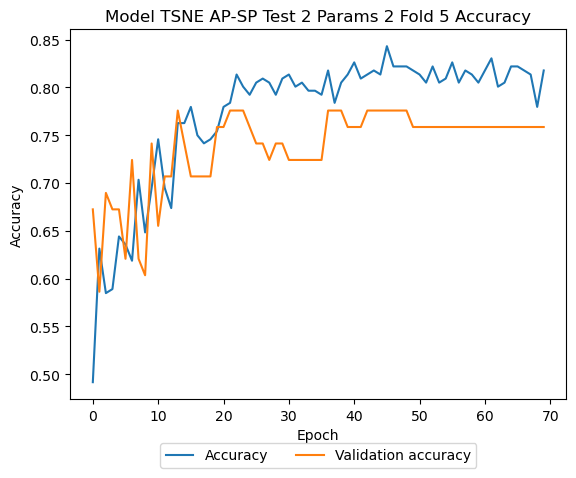 Model TSNE AP-SP Test 2 Params 2 Fold 5 Accuracy
0.85
0.80
0.75
0.70
0.65
0.60
0.55
0.50
Accuracy
0 10 20 30 40 50 60 70
Epoch
Accuracy Validation accuracy